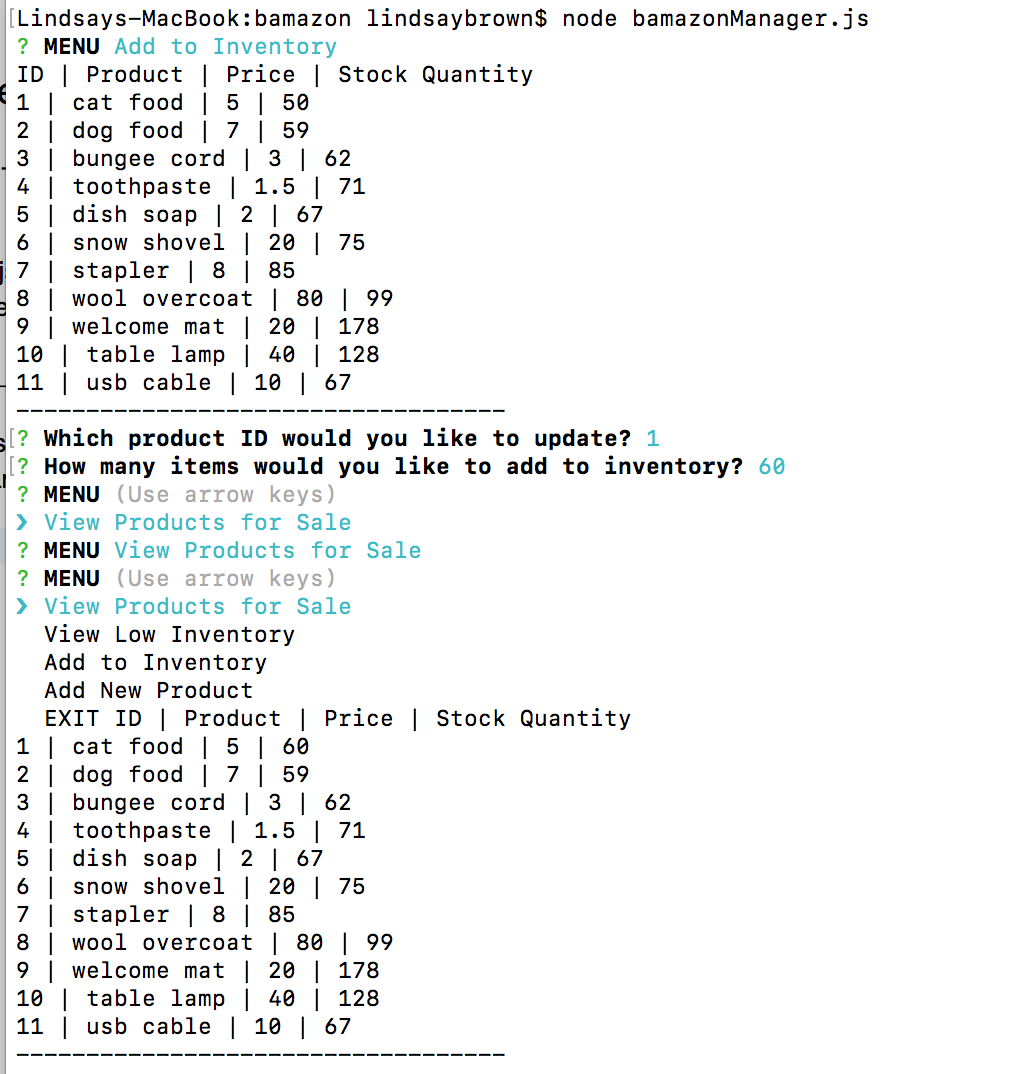 [Lindsays-MacBook:bamazon lindsaybrown$ node bamazonManager.js
? MENU Add to Inventory
ID | Product | Price | Stock Quantity
1 | cat food | 5 | 50
2 | dog food | 7 | 59
3 | bungee cord | 3 | 62
4 | toothpaste | 1.5 | 71
5 | dish soap | 2 | 67
6 | snow shovel | 20 | 75
7 | stapler | 8 | 85
8 | wool overcoat | 80 | 99
9 | welcome mat | 20 | 178
10 | table lamp | 40 | 128
11 | usb cable | 10 | 67
-----------------------------------
[? Which product ID would you like to update? 1
[? How many items would you like to add to inventory? 60
? MENU (Use arrow keys)
❯ View Products for Sale
? MENU View Products for Sale
? MENU (Use arrow keys)
❯ View Products for Sale
  View Low Inventory
  Add to Inventory
  Add New Product
  EXIT ID | Product | Price | Stock Quantity
1 | cat food | 5 | 60
2 | dog food | 7 | 59
3 | bungee cord | 3 | 62
4 | toothpaste | 1.5 | 71
5 | dish soap | 2 | 67
6 | snow shovel | 20 | 75
7 | stapler | 8 | 85
8 | wool overcoat | 80 | 99
9 | welcome mat | 20 | 178
10 | table lamp | 40 | 128
11 | usb cable | 10 | 67
-----------------------------------